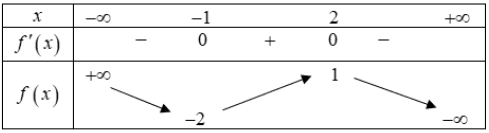 x −∞ −1 2 +∞
f′(x) − 0 + 0 −
f(x) +∞ −2 1 −∞